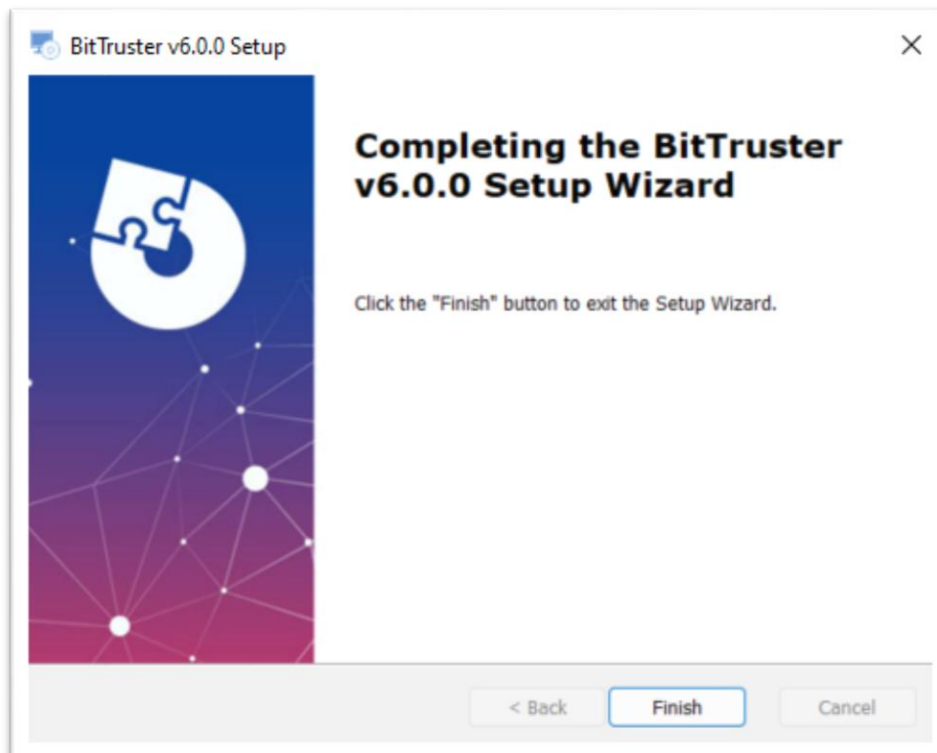 BitTruster v6.0.0 Setup
Completing the BitTruster
v6.0.0 Setup Wizard
Click the "Finish" button to exit the Setup Wizard.
< Back Finish Cancel